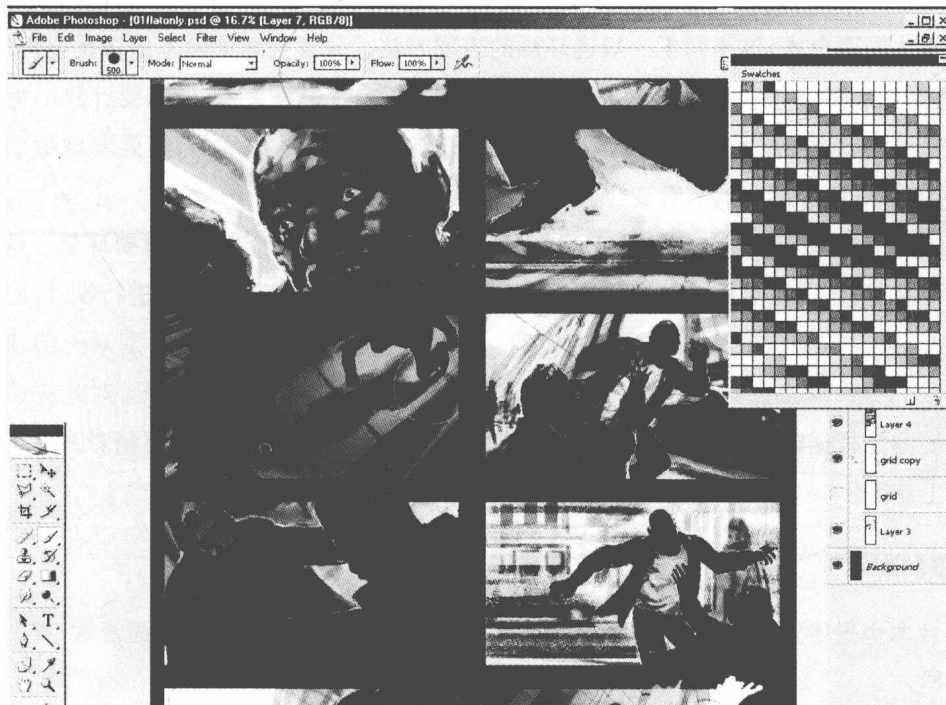 Adobe Photoshop - [01flatonly.psd @ 16.7% (Layer 7, RGB/8)]
File Edit Image Layer Select Filter View Window Help
Brush: 500 Mode: Normal Opacity: 100% Flow: 100%
Swatches
Layer 4
grid copy
grid
Layer 3
Background